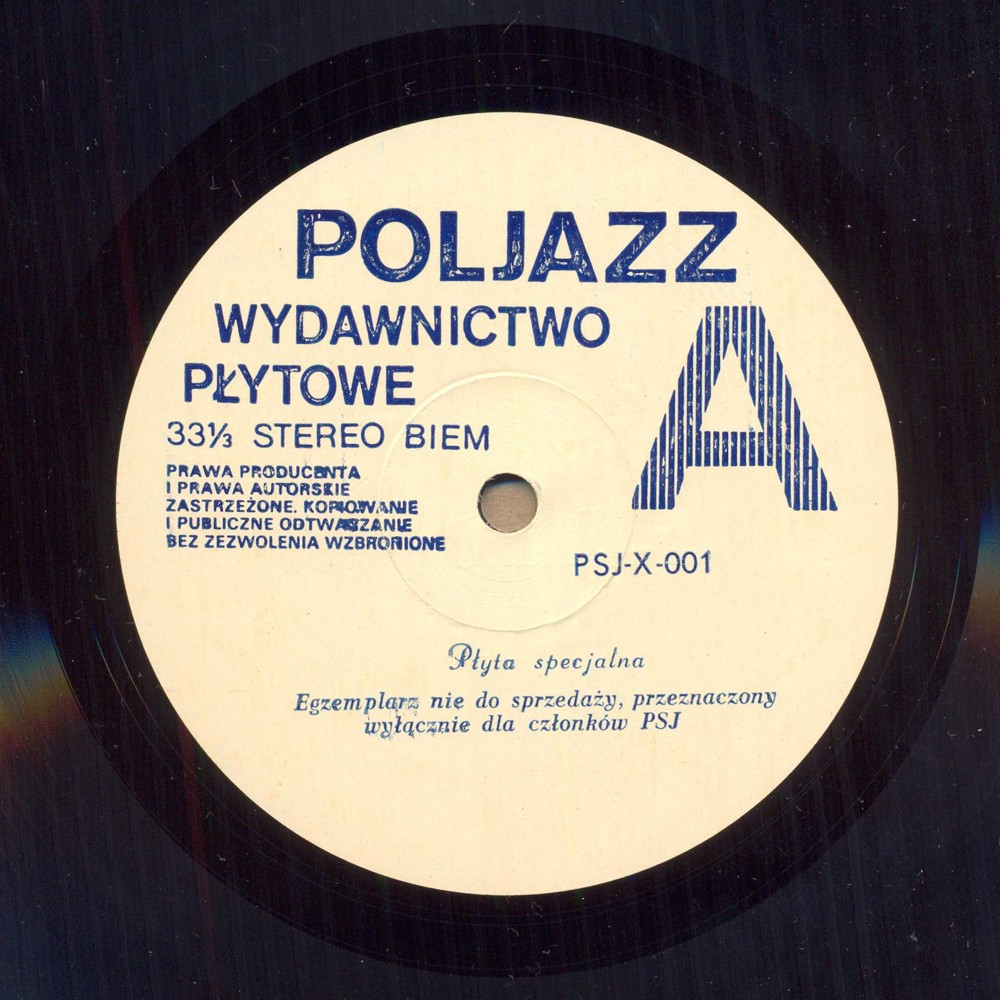 POLJAZZ
WYDAWNICTWO
PŁYTOWE
A
33⅓ STEREO BIEM
PRAWA PRODUCENTA
I PRAWA AUTORSKIE
ZASTRZEŻONE. KOPIOWANIE
I PUBLICZNE ODTWARZANIE
BEZ ZEZWOLENIA WZBRONIONE
PSJ-X-001
Płyta specjalna
Egzemplarz nie do sprzedaży, przeznaczony
wyłącznie dla członków PSJ